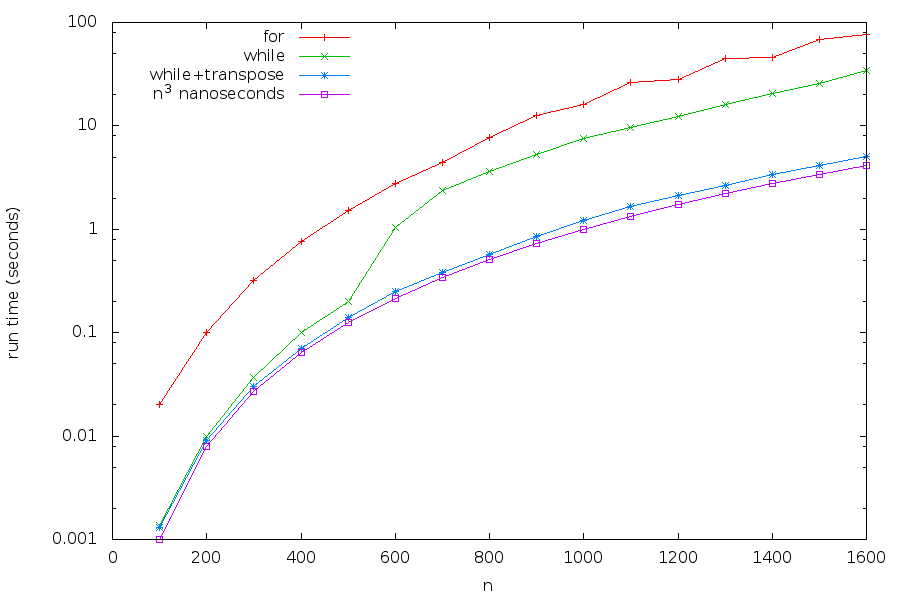 100
10
1
0.1
0.01
0.001
run time (seconds)
for
while
while+transpose
n³ nanoseconds
0 200 400 600 800 1000 1200 1400 1600
n